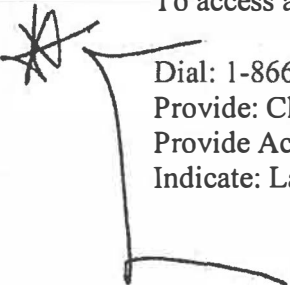 To access a
Dial: 1-866
Provide: Cl
Provide Ac
Indicate: La